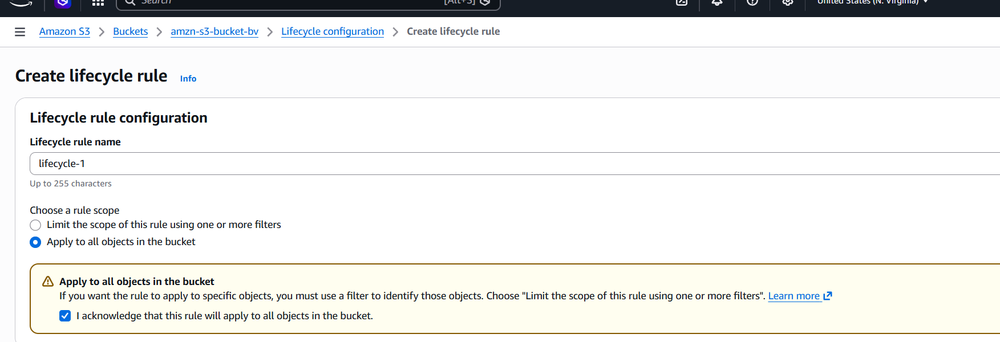 Search [Alt+S] United States (N. Virginia)
Amazon S3 > Buckets > amzn-s3-bucket-bv > Lifecycle configuration > Create lifecycle rule
Create lifecycle rule Info
Lifecycle rule configuration
Lifecycle rule name
lifecycle-1
Up to 255 characters
Choose a rule scope
Limit the scope of this rule using one or more filters
Apply to all objects in the bucket
Apply to all objects in the bucket
If you want the rule to apply to specific objects, you must use a filter to identify those objects. Choose "Limit the scope of this rule using one or more filters". Learn more
I acknowledge that this rule will apply to all objects in the bucket.